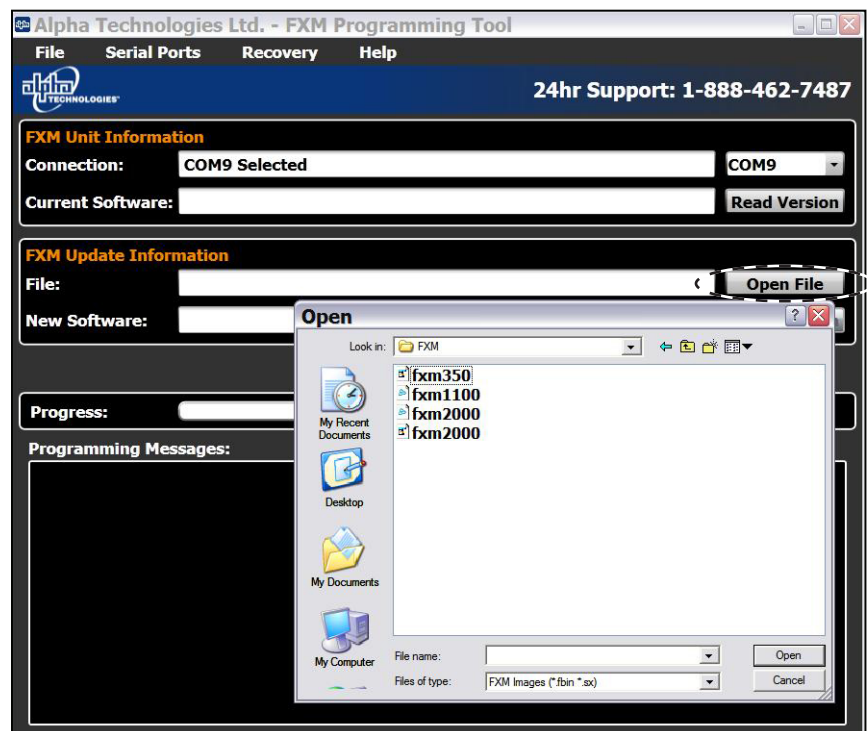 Alpha Technologies Ltd. - FXM Programming Tool
File Serial Ports Recovery Help
alpha
TECHNOLOGIES
24hr Support: 1-888-462-7487
FXM Unit Information
Connection: COM9 Selected COM9
Current Software: Read Version
FXM Update Information
File: Open File
New Software:
Open
Look in: FXM
fxm350
fxm1100
fxm2000
fxm2000
My Recent
Documents
Desktop
My Documents
My Computer
File name: Open
Files of type: FXM Images (*.fbin *.sx) Cancel
Progress:
Programming Messages: